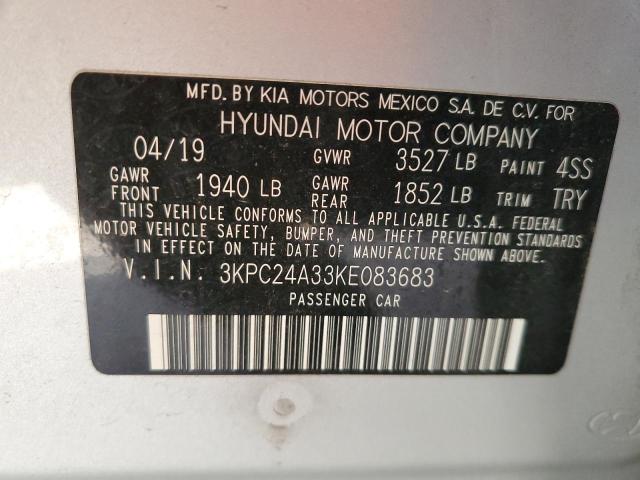 MFD. BY KIA MOTORS MEXICO S.A. DE C.V. FOR
HYUNDAI MOTOR COMPANY
04/19 GVWR 3527 LB PAINT 4SS
GAWR FRONT 1940 LB GAWR REAR 1852 LB TRIM TRY
THIS VEHICLE CONFORMS TO ALL APPLICABLE U.S.A. FEDERAL
MOTOR VEHICLE SAFETY, BUMPER, AND THEFT PREVENTION STANDARDS
IN EFFECT ON THE DATE OF MANUFACTURE SHOWN ABOVE.
V.I.N. 3KPC24A33KE083683
PASSENGER CAR